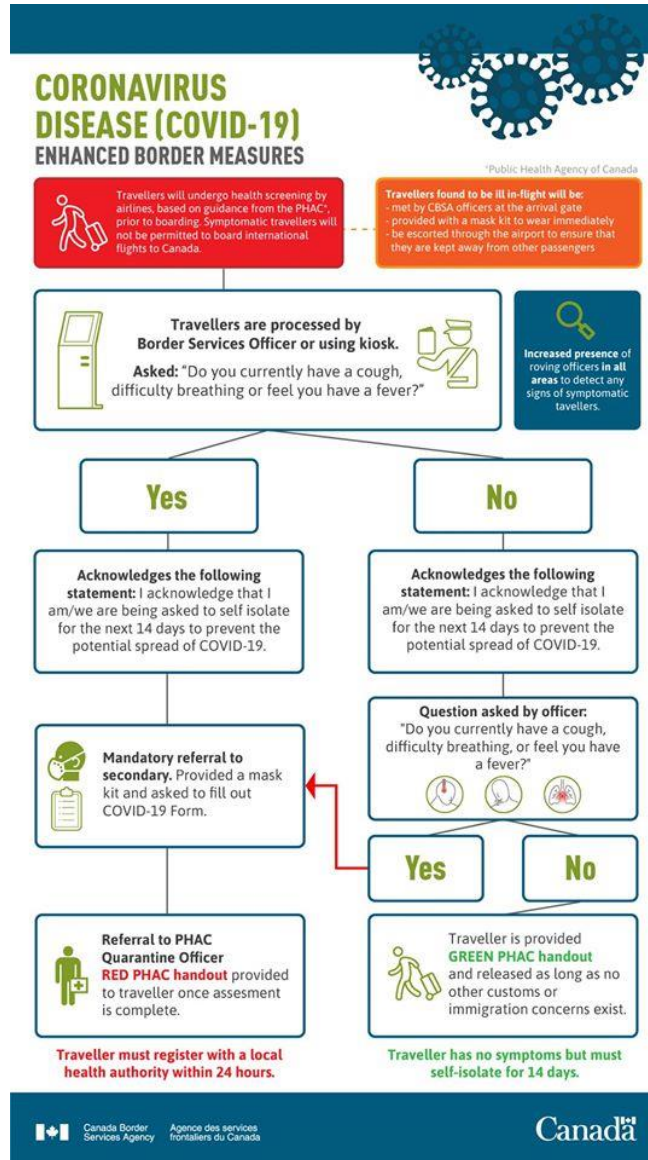 CORONAVIRUS
DISEASE (COVID-19)
ENHANCED BORDER MEASURES
*Public Health Agency of Canada
Travellers will undergo health screening by
airlines, based on guidance from the PHAC*,
prior to boarding. Symptomatic travellers will
not be permitted to board international
flights to Canada.
Travellers found to be ill in-flight will be:
- met by CBSA officers at the arrival gate
- provided with a mask kit to wear immediately
- be escorted through the airport to ensure that
they are kept away from other passengers
Travellers are processed by
Border Services Officer or using kiosk.
Asked: "Do you currently have a cough,
difficulty breathing or feel you have a fever?"
Increased presence of
roving officers in all
areas to detect any
signs of symptomatic
tavellers.
Yes
No
Acknowledges the following
statement: I acknowledge that I
am/we are being asked to self isolate
for the next 14 days to prevent the
potential spread of COVID-19.
Acknowledges the following
statement: I acknowledge that I
am/we are being asked to self isolate
for the next 14 days to prevent the
potential spread of COVID-19.
Question asked by officer:
"Do you currently have a cough,
difficulty breathing, or feel you have
a fever?"
Mandatory referral to
secondary. Provided a mask
kit and asked to fill out
COVID-19 Form.
Yes
No
Referral to PHAC
Quarantine Officer
RED PHAC handout provided
to traveller once assesment
is complete.
Traveller is provided
GREEN PHAC handout
and released as long as no
other customs or
immigration concerns exist.
Traveller must register with a local
health authority within 24 hours.
Traveller has no symptoms but must
self-isolate for 14 days.
Canada Border
Services Agency
Agence des services
frontaliers du Canada
Canada